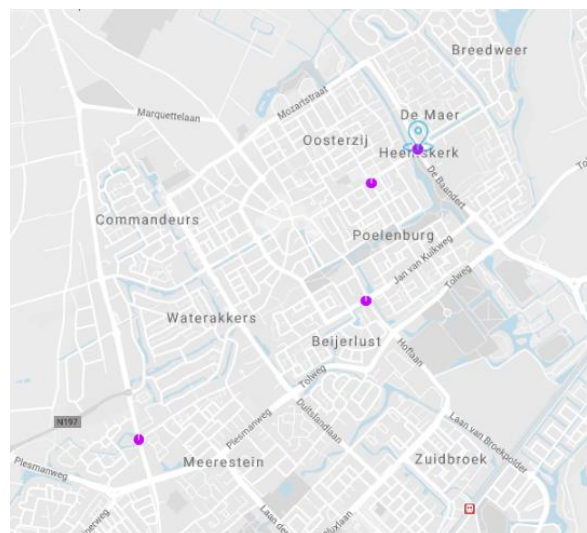 Breedweer
Mozartstraat
Marquettelaan
De Maer
Oosterzij
Heemskerk
De Baandert
Commandeurs
Poelenburg
Jan van Kuikweg
Tolweg
Waterakkers
Beijerlust
Hoflaan
Tolweg
N197
Plesmanweg
Duitslandlaan
Laan van Broekpolder
Plesmanweg
Meerestein
Zuidbroek